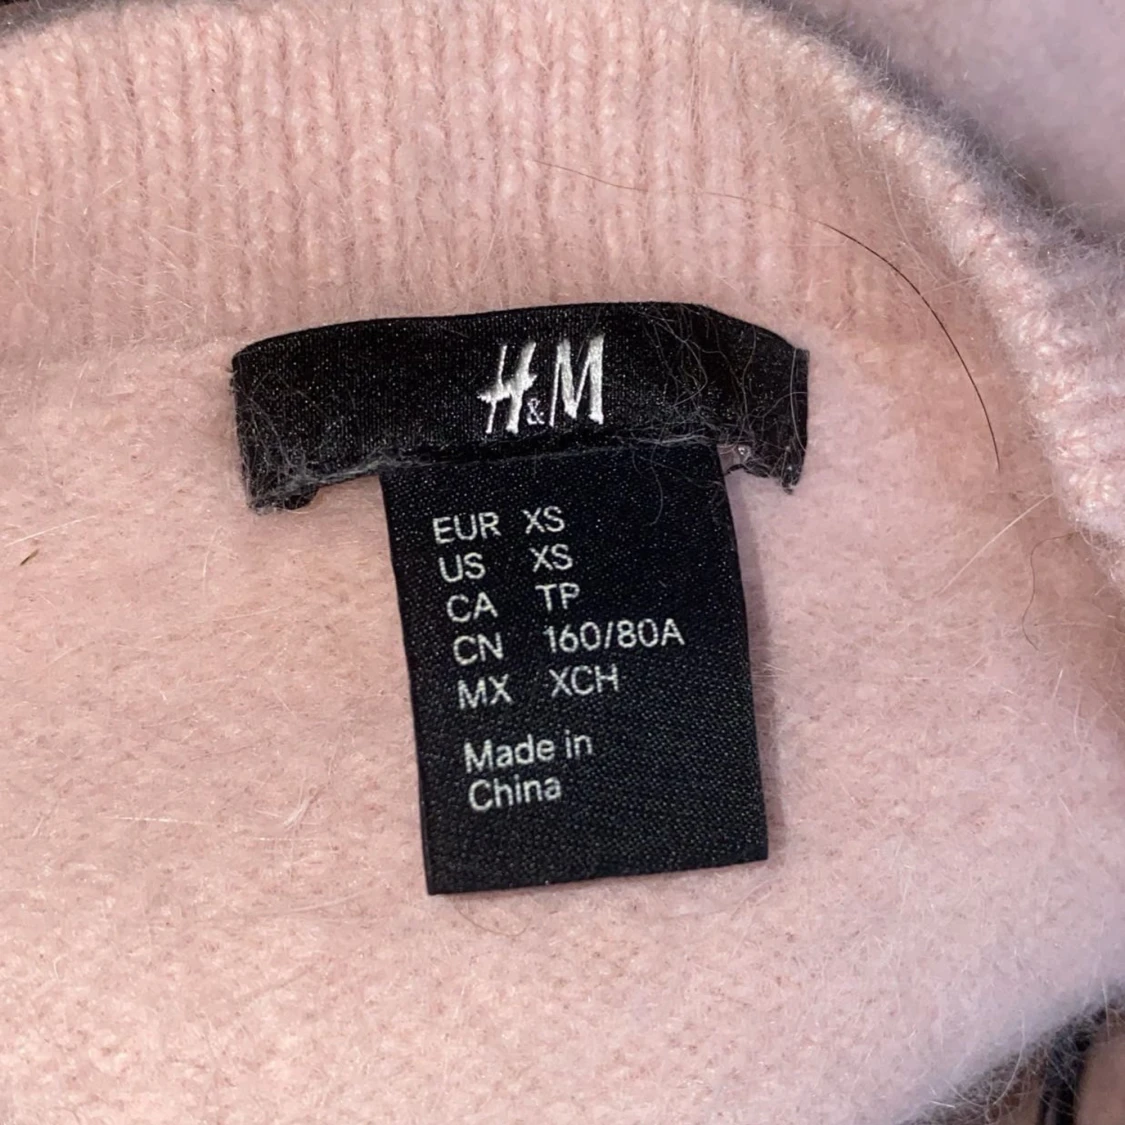 H&M
EUR XS
US XS
CA TP
CN 160/80A
MX XCH
Made in
China